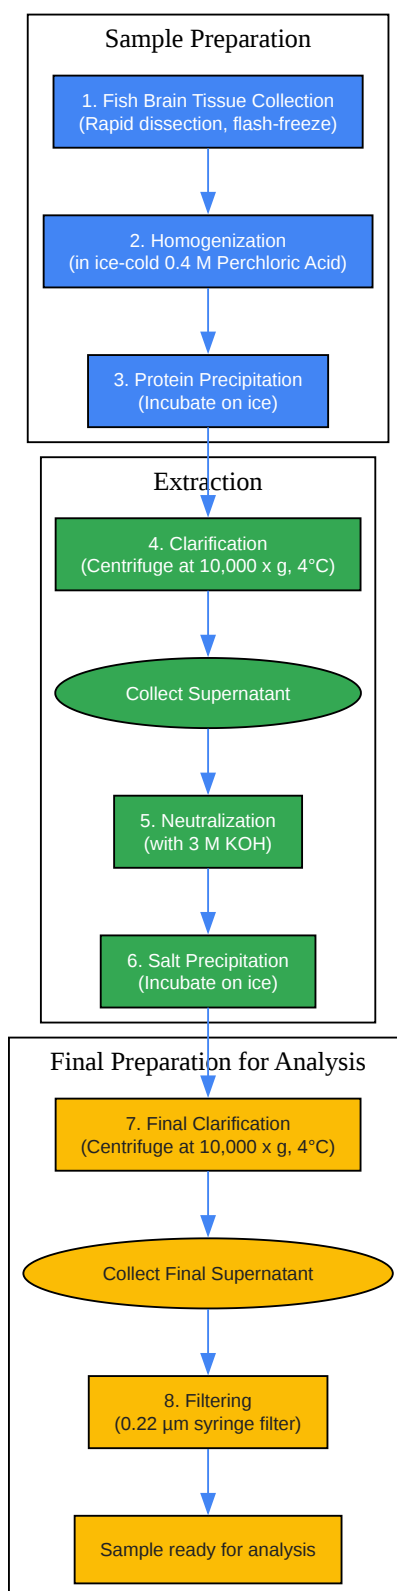 Sample Preparation
1. Fish Brain Tissue Collection
(Rapid dissection, flash-freeze)
2. Homogenization
(in ice-cold 0.4 M Perchloric Acid)
3. Protein Precipitation
(Incubate on ice)
Extraction
4. Clarification
(Centrifuge at 10,000 x g, 4°C)
Collect Supernatant
5. Neutralization
(with 3 M KOH)
6. Salt Precipitation
(Incubate on ice)
Final Preparation for Analysis
7. Final Clarification
(Centrifuge at 10,000 x g, 4°C)
Collect Final Supernatant
8. Filtering
(0.22 µm syringe filter)
Sample ready for analysis